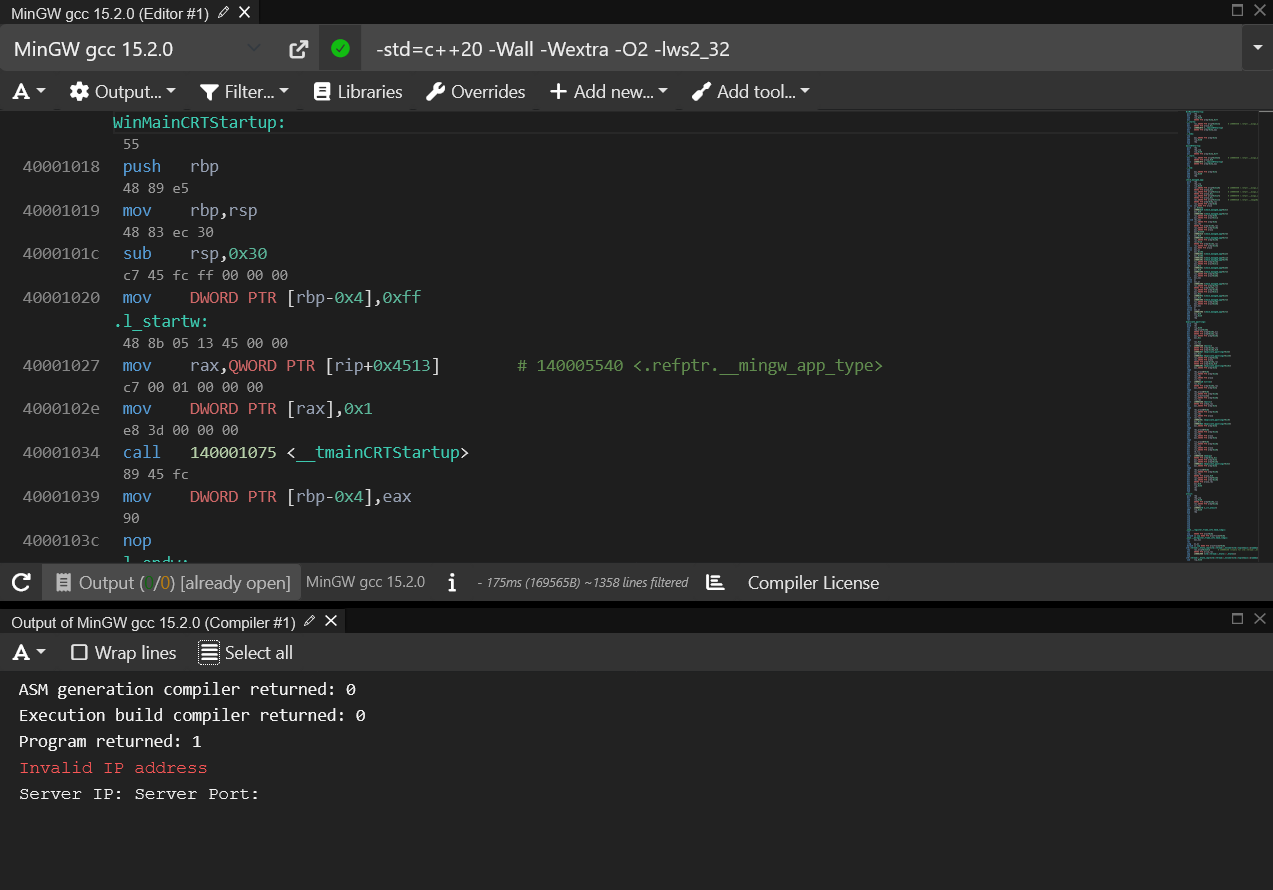 MinGW gcc 15.2.0 (Editor #1)
MinGW gcc 15.2.0 -std=c++20 -Wall -Wextra -O2 -lws2_32
A Output... Filter... Libraries Overrides Add new... Add tool...
WinMainCRTStartup:
55
40001018 push rbp
48 89 e5
40001019 mov rbp,rsp
48 83 ec 30
4000101c sub rsp,0x30
c7 45 fc ff 00 00 00
40001020 mov DWORD PTR [rbp-0x4],0xff
.l_startw:
48 8b 05 13 45 00 00
40001027 mov rax,QWORD PTR [rip+0x4513] # 140005540 <.refptr.__mingw_app_type>
c7 00 01 00 00 00
4000102e mov DWORD PTR [rax],0x1
e8 3d 00 00 00
40001034 call 140001075 <__tmainCRTStartup>
89 45 fc
40001039 mov DWORD PTR [rbp-0x4],eax
90
4000103c nop
Output (0/0) [already open] MinGW gcc 15.2.0 i - 175ms (169565B) ~1358 lines filtered Compiler License
Output of MinGW gcc 15.2.0 (Compiler #1)
A Wrap lines Select all
ASM generation compiler returned: 0
Execution build compiler returned: 0
Program returned: 1
Invalid IP address
Server IP: Server Port: